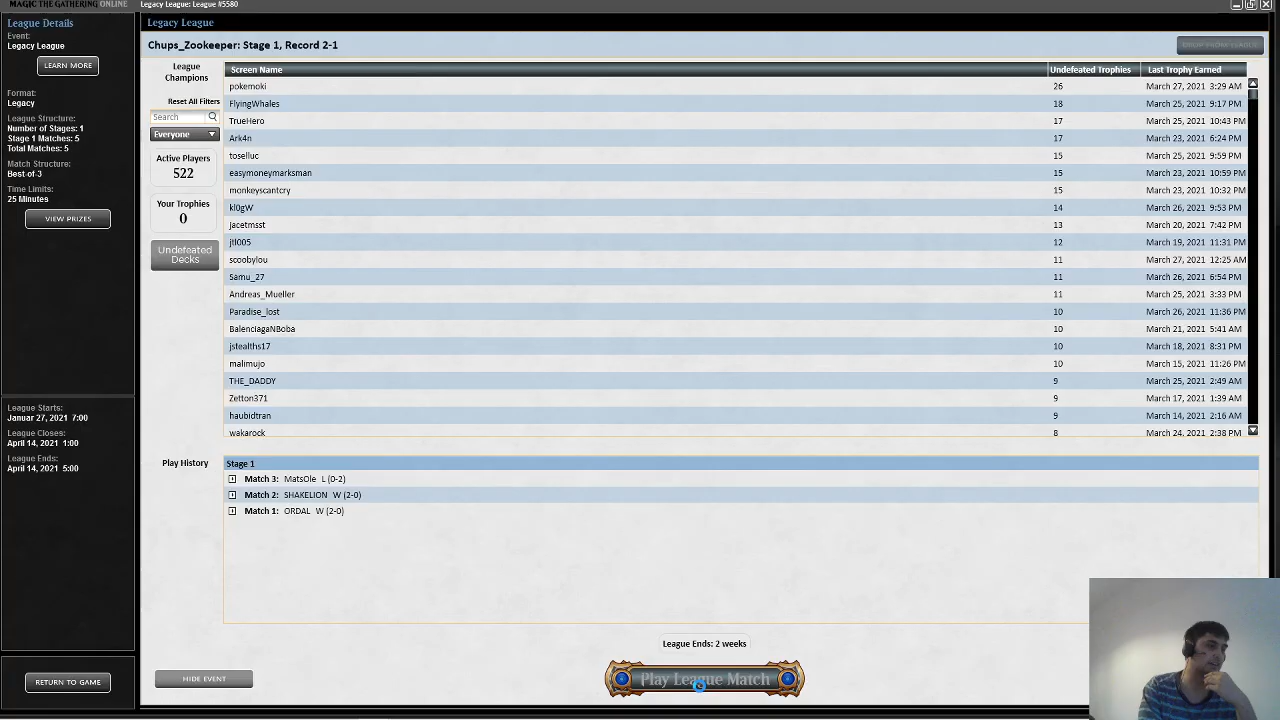 MAGIC THE GATHERING ONLINE
Legacy League: League #5580
League Details
Event:
Legacy League
LEARN MORE
Format:
Legacy
League Structure:
Number of Stages: 1
Stage 1 Matches: 5
Total Matches: 5
Match Structure:
Best-of-3
Time Limits:
25 Minutes
VIEW PRIZES
League Starts:
Januar 27, 2021 7:00
League Closes:
April 14, 2021 1:00
League Ends:
April 14, 2021 5:00
RETURN TO GAME
Legacy League
Chups_Zookeeper: Stage 1, Record 2-1
DROP FROM LEAGUE
League
Champions
Reset All Filters
Search
Everyone
Active Players
522
Your Trophies
0
Undefeated
Decks
Screen Name Undefeated Trophies Last Trophy Earned
pokemoki 26 March 27, 2021 3:29 AM
FlyingWhales 18 March 25, 2021 9:17 PM
TrueHero 17 March 25, 2021 10:43 PM
Ark4n 17 March 23, 2021 6:24 PM
toselluc 15 March 25, 2021 9:59 PM
easymoneymarksman 15 March 23, 2021 10:59 PM
monkeyscantcry 15 March 23, 2021 10:32 PM
kl0gW 14 March 26, 2021 9:53 PM
Jacetmsst 13 March 20, 2021 7:42 PM
jtl005 12 March 19, 2021 11:31 PM
scoobylou 11 March 27, 2021 12:25 AM
Samu_27 11 March 26, 2021 6:54 PM
Andreas_Mueller 11 March 25, 2021 3:33 PM
Paradise_lost 10 March 26, 2021 11:36 PM
BalenciagaNBoba 10 March 21, 2021 5:41 AM
jstealths17 10 March 18, 2021 8:31 PM
malimujo 10 March 15, 2021 11:26 PM
THE_DADDY 9 March 25, 2021 2:49 AM
Zetton371 9 March 17, 2021 1:39 AM
haubidtran 9 March 14, 2021 2:16 AM
wakarock 8 March 24, 2021 2:38 PM
Play History
Stage 1
Match 3: MatsOle L (0-2)
Match 2: SHAKELION W (2-0)
Match 1: ORDAL W (2-0)
League Ends: 2 weeks
HIDE EVENT
Play League Match